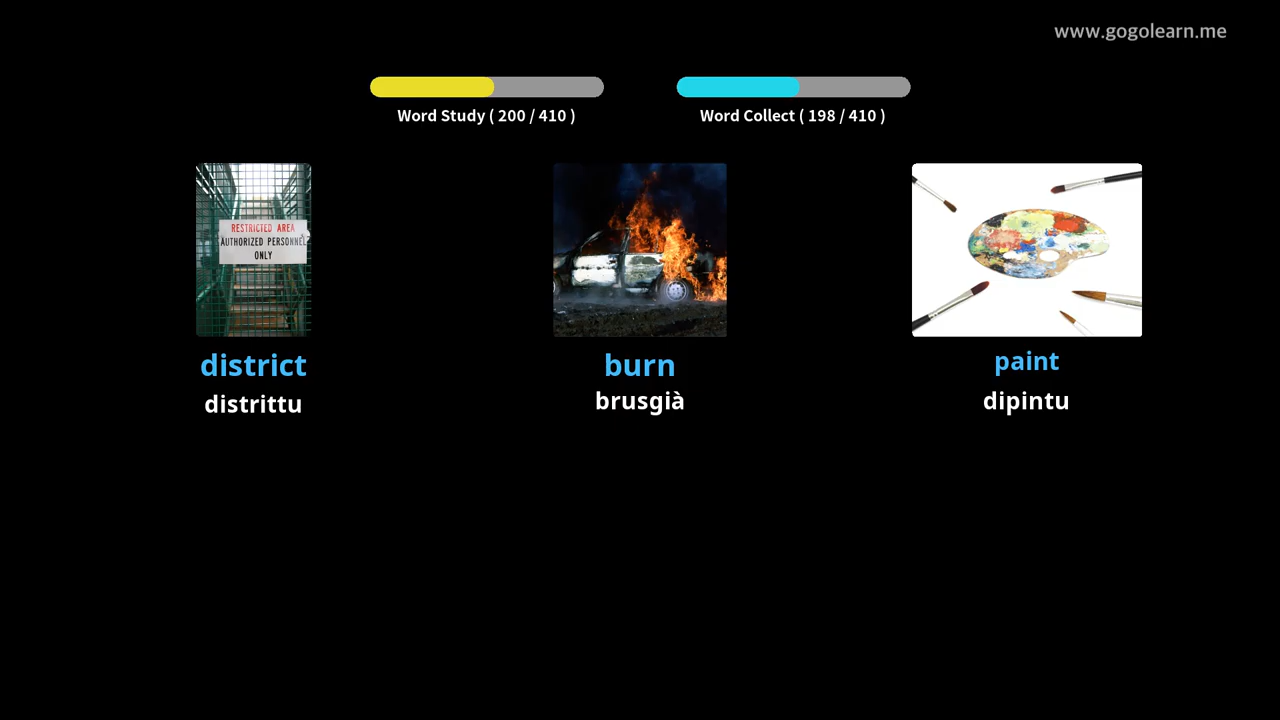 www.gogolearn.me
Word Study ( 200 / 410 )
Word Collect ( 198 / 410 )
RESTRICTED AREA
AUTHORIZED PERSONNEL
ONLY
district
burn
paint
distrittu
brusgià
dipintu